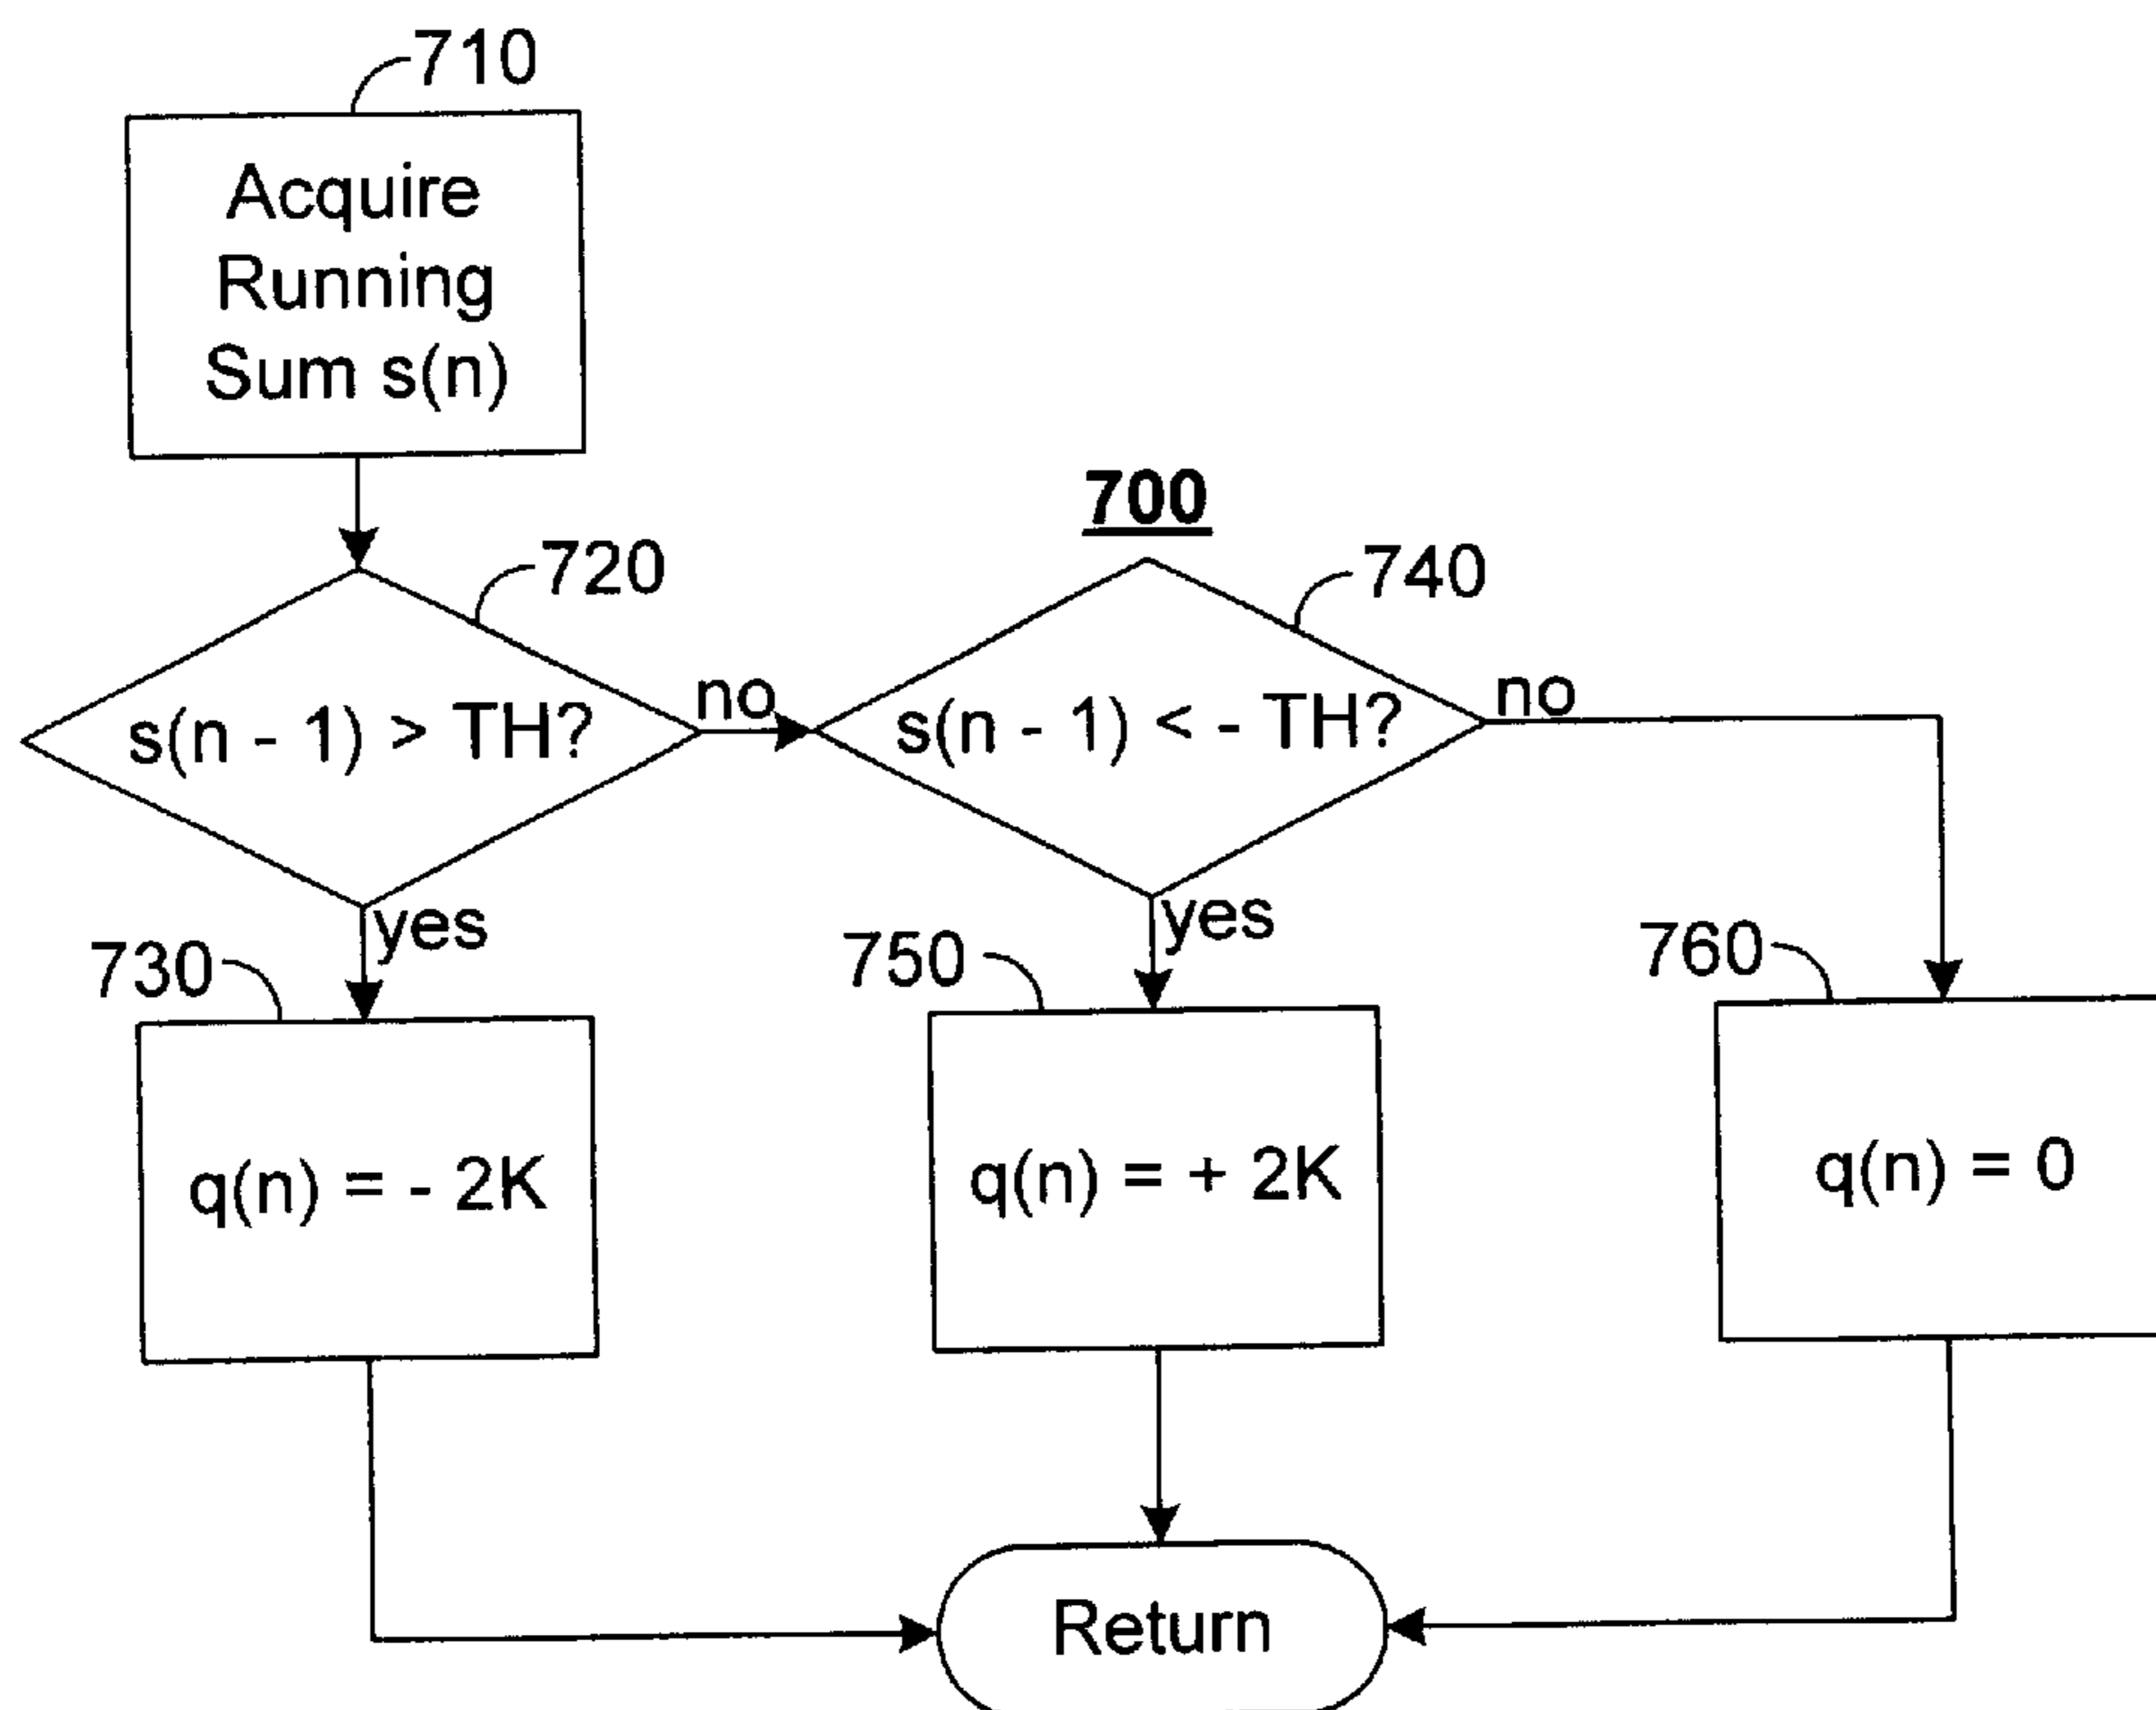 710
Acquire
Running
Sum s(n)
700
720
740
s(n - 1) > TH?
no
s(n - 1) < - TH?
no
yes
yes
730
750
760
q(n) = - 2K
q(n) = + 2K
q(n) = 0
Return